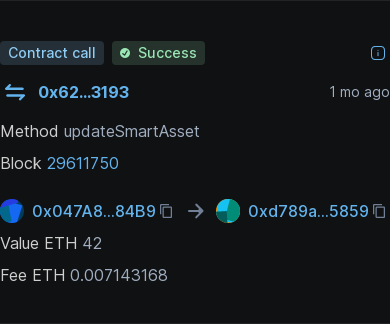 Contract call Success
0x62...3193 1 mo ago
Method updateSmartAsset
Block 29611750
0x047A8...84B9 0xd789a...5859
Value ETH 42
Fee ETH 0.007143168